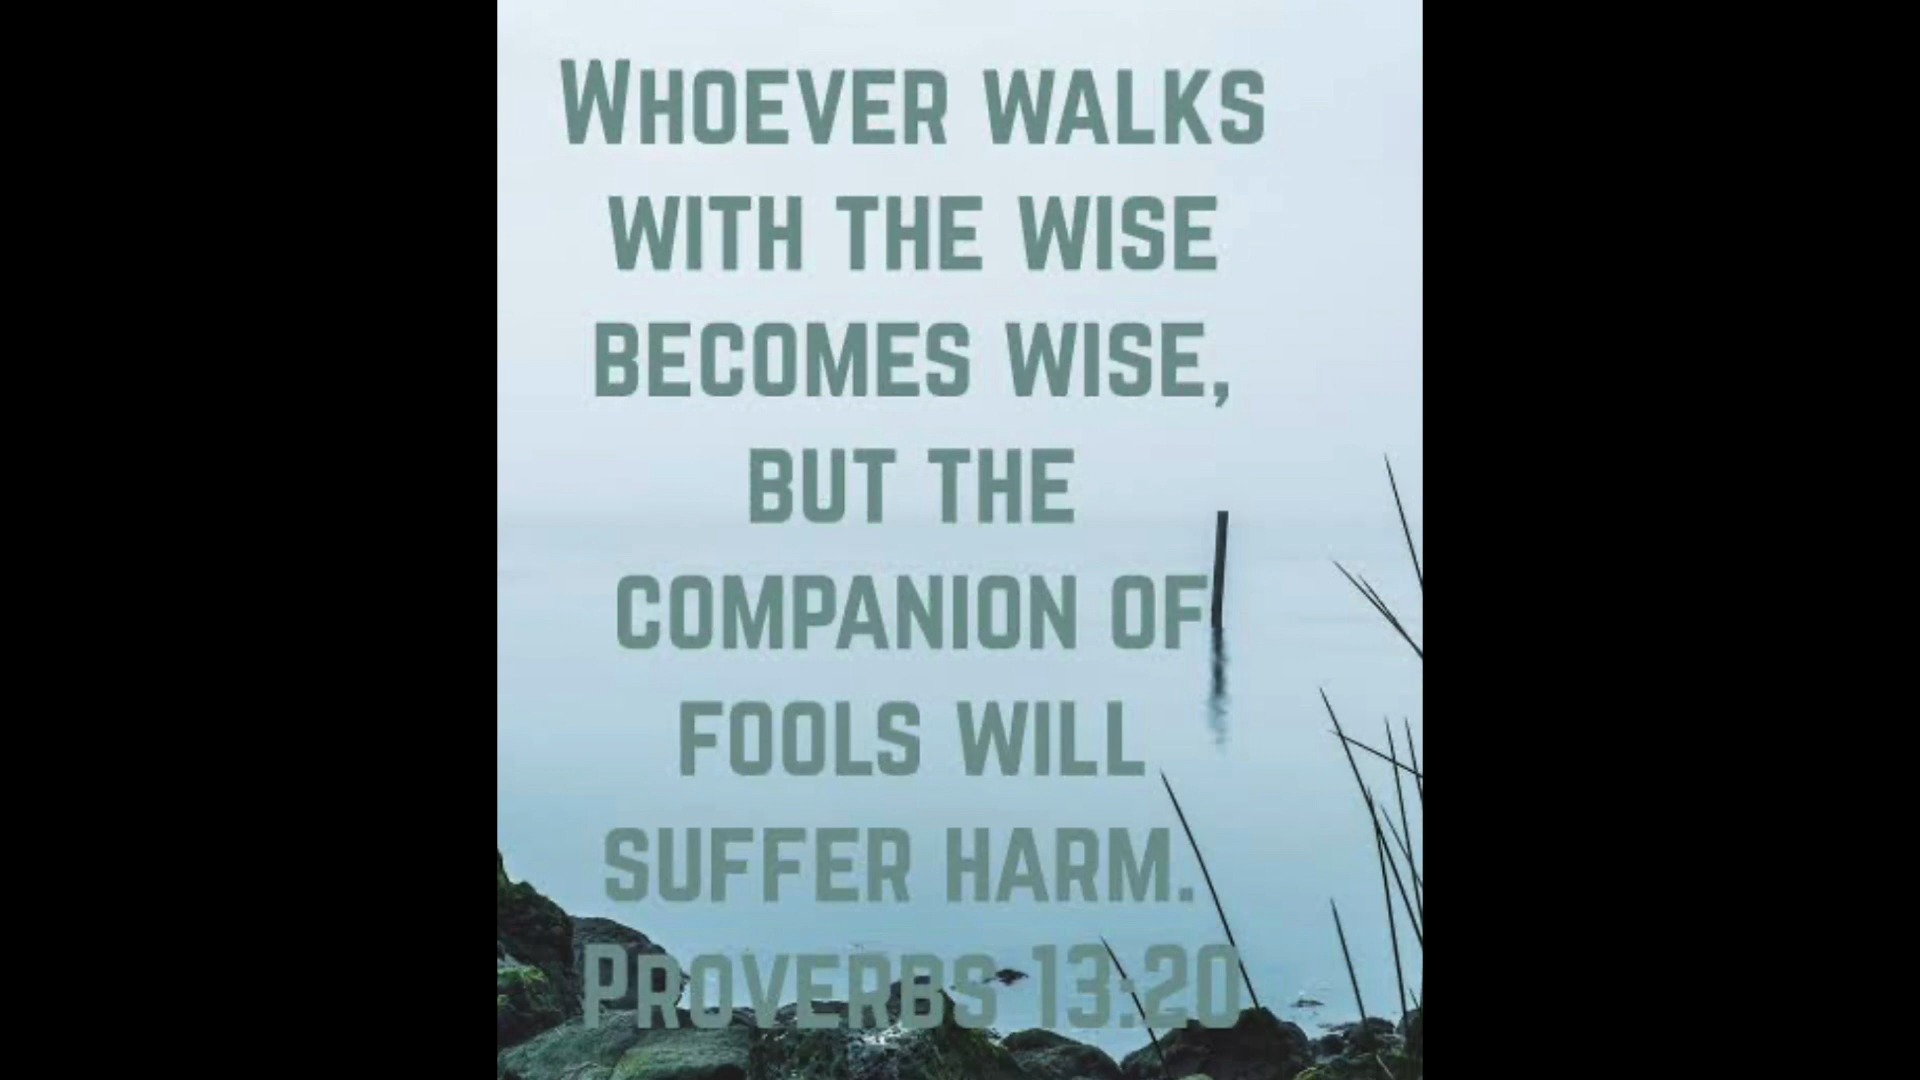 Whoever walks
with the wise
becomes wise,
but the
companion of
fools will
suffer harm.
Proverbs 13:20